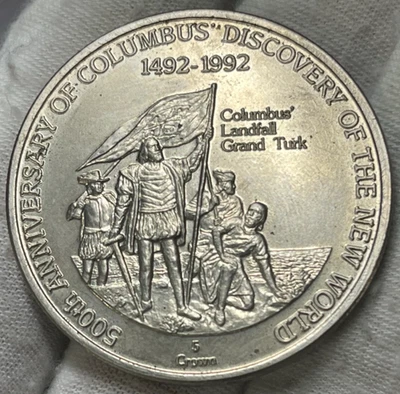 500th ANNIVERSARY OF COLUMBUS' DISCOVERY OF THE NEW WORLD
1492-1992
Columbus'
Landfall
Grand Turk
5
Crown